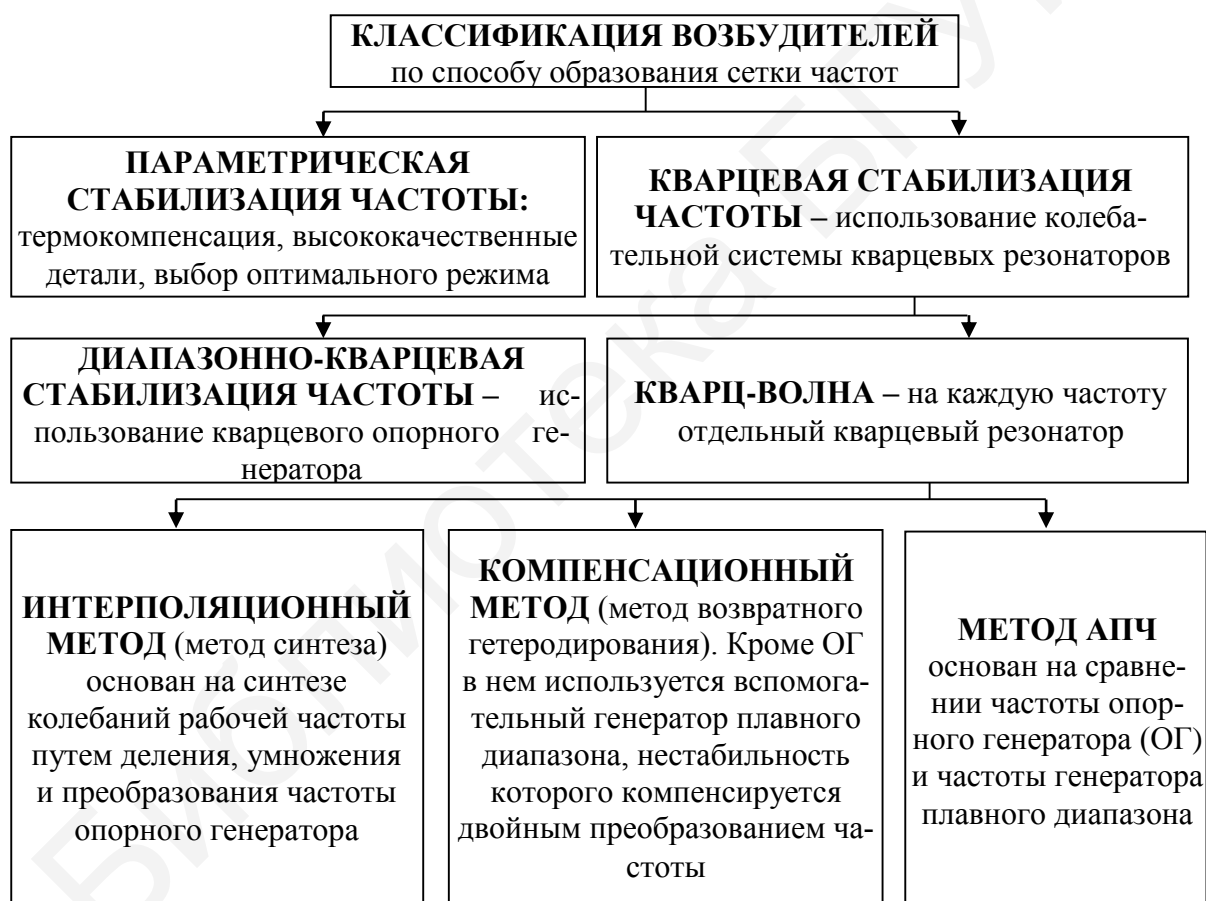 КЛАССИФИКАЦИЯ ВОЗБУДИТЕЛЕЙ
по способу образования сетки частот
ПАРАМЕТРИЧЕСКАЯ
СТАБИЛИЗАЦИЯ ЧАСТОТЫ:
термокомпенсация, высококачественные
детали, выбор оптимального режима
КВАРЦЕВАЯ СТАБИЛИЗАЦИЯ
ЧАСТОТЫ – использование колеба-
тельной системы кварцевых резонаторов
ДИАПАЗОННО-КВАРЦЕВАЯ
СТАБИЛИЗАЦИЯ ЧАСТОТЫ – ис-
пользование кварцевого опорного ге-
нератора
КВАРЦ-ВОЛНА – на каждую частоту
отдельный кварцевый резонатор
ИНТЕРПОЛЯЦИОННЫЙ
МЕТОД (метод синтеза)
основан на синтезе
колебаний рабочей частоты
путем деления, умножения
и преобразования частоты
опорного генератора
КОМПЕНСАЦИОННЫЙ
МЕТОД (метод возвратного
гетеродирования). Кроме ОГ
в нем используется вспомога-
тельный генератор плавного
диапазона, нестабильность
которого компенсируется
двойным преобразованием ча-
стоты
МЕТОД АПЧ
основан на сравне-
нии частоты опор-
ного генератора (ОГ)
и частоты генератора
плавного диапазона
Библиотека БГУ